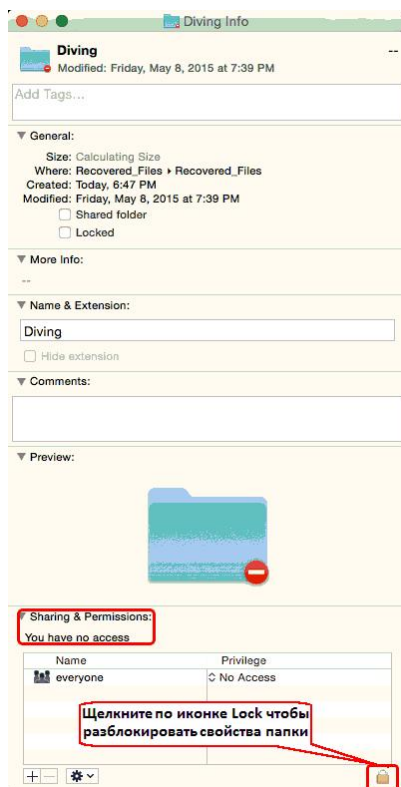 Diving Info
Diving
--
Modified: Friday, May 8, 2015 at 7:39 PM
Add Tags...
General:
Size: Calculating Size
Where: Recovered_Files ▸ Recovered_Files
Created: Today, 6:47 PM
Modified: Friday, May 8, 2015 at 7:39 PM
Shared folder
Locked
More Info:
--
Name & Extension:
Diving
Hide extension
Comments:
Preview:
Sharing & Permissions:
You have no access
Name Privilege
everyone No Access
Щелкните по иконке Lock чтобы
разблокировать свойства папки